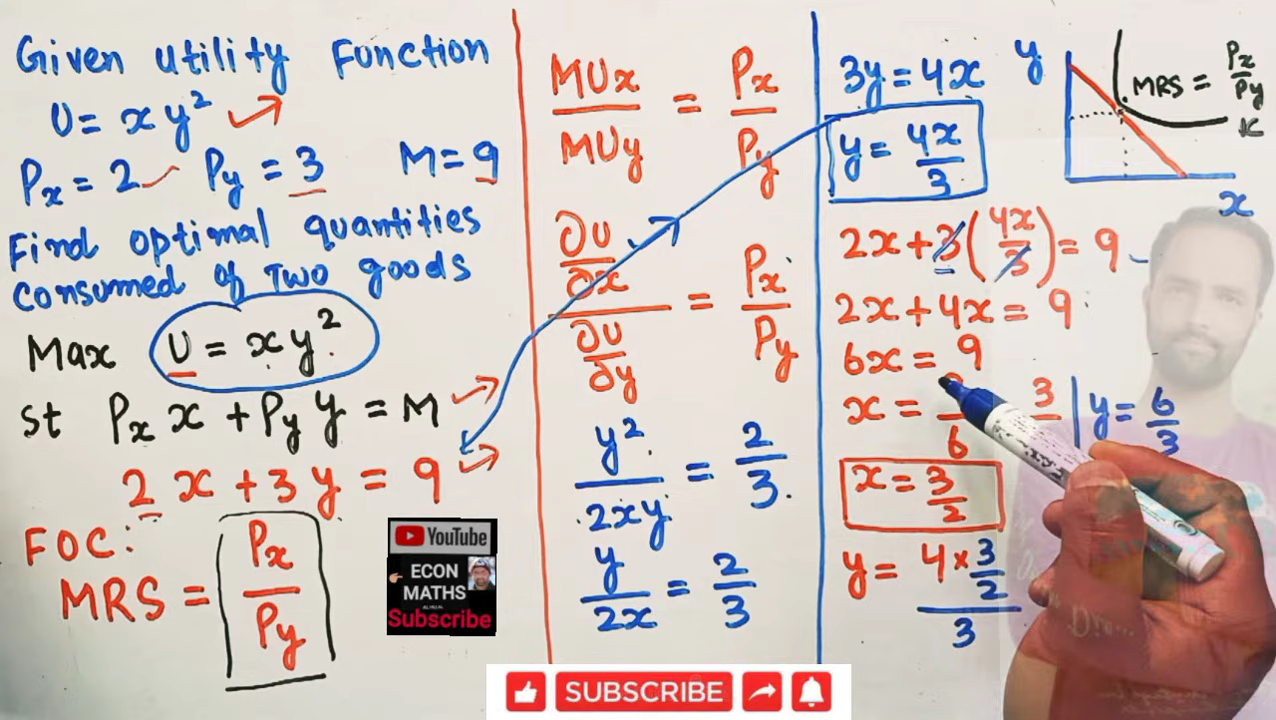 Given utility Function
U = xy²
Px = 2 Py = 3 M = 9
Find optimal quantities
consumed of Two goods
Max U = xy²
st Px x + Py y = M
2x + 3y = 9
FOC:
MRS = Px/Py
YouTube
ECON
MATHS
Subscribe
MUx/MUy = Px/Py
∂U/∂x / ∂U/∂y = Px/Py
y²/2xy = 2/3
y/2x = 2/3
3y = 4x
y = 4x/3
2x + 3(4x/3) = 9
2x + 4x = 9
6x = 9
x = /6 3/ | y = 6/3
x = 3/2
y = 4×3/2 / 3
y
MRS = Px/Py
IC
x
SUBSCRIBE